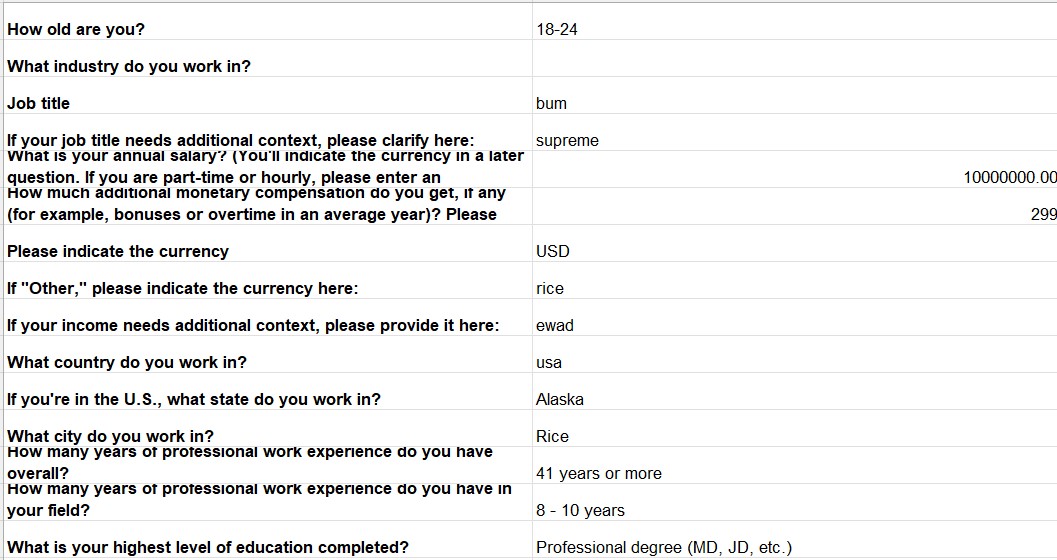 How old are you? 18-24
What industry do you work in?
Job title bum
If your job title needs additional context, please clarify here: supreme
What is your annual salary? (You'll indicate the currency in a later
question. If you are part-time or hourly, please enter an 10000000.00
How much additional monetary compensation do you get, if any
(for example, bonuses or overtime in an average year)? Please 299
Please indicate the currency USD
If "Other," please indicate the currency here: rice
If your income needs additional context, please provide it here: ewad
What country do you work in? usa
If you're in the U.S., what state do you work in? Alaska
What city do you work in? Rice
How many years of professional work experience do you have
overall? 41 years or more
How many years of professional work experience do you have in
your field? 8 - 10 years
What is your highest level of education completed? Professional degree (MD, JD, etc.)